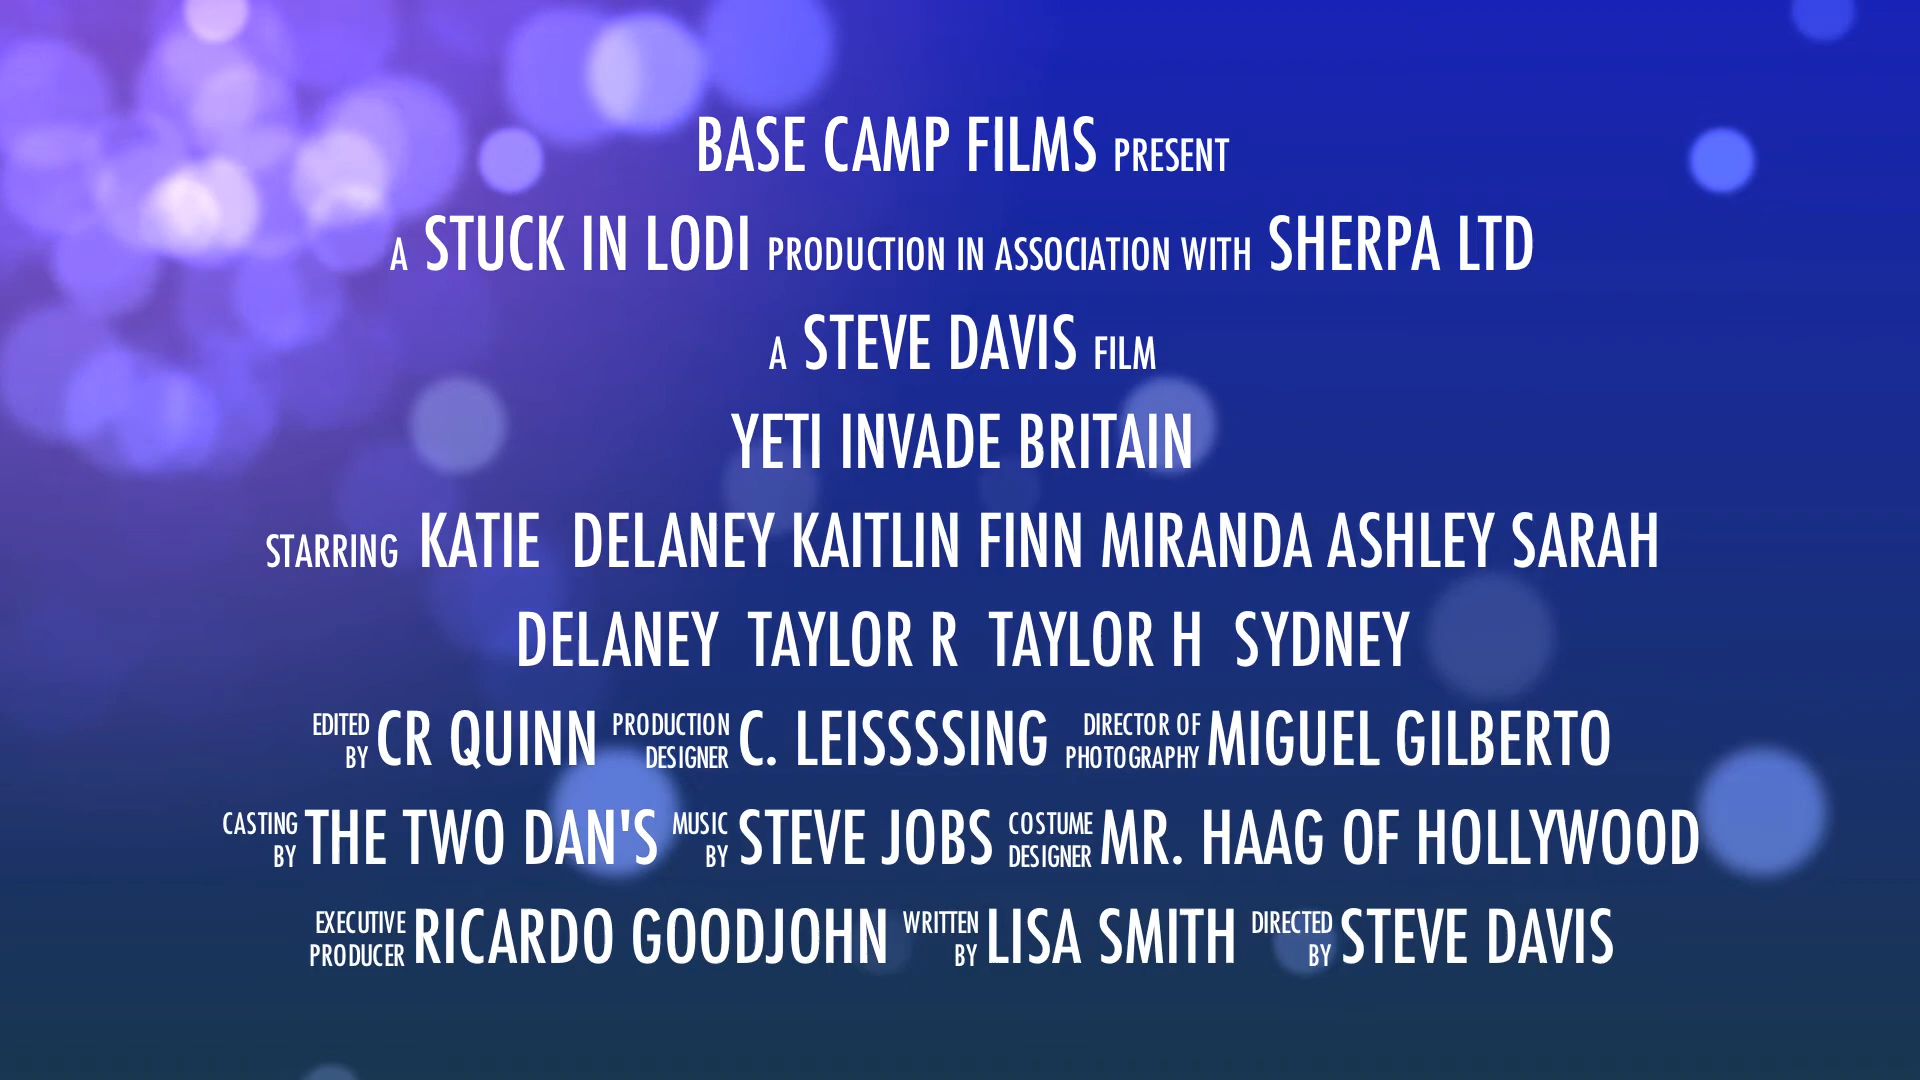 BASE CAMP FILMS PRESENT
A STUCK IN LODI PRODUCTION IN ASSOCIATION WITH SHERPA LTD
A STEVE DAVIS FILM
YETI INVADE BRITAIN
STARRING KATIE DELANEY KAITLIN FINN MIRANDA ASHLEY SARAH
DELANEY TAYLOR R TAYLOR H SYDNEY
EDITED BY CR QUINN PRODUCTION DESIGNER C. LEISSSSING DIRECTOR OF PHOTOGRAPHY MIGUEL GILBERTO
CASTING BY THE TWO DAN'S MUSIC BY STEVE JOBS COSTUME DESIGNER MR. HAAG OF HOLLYWOOD
EXECUTIVE PRODUCER RICARDO GOODJOHN WRITTEN BY LISA SMITH DIRECTED BY STEVE DAVIS